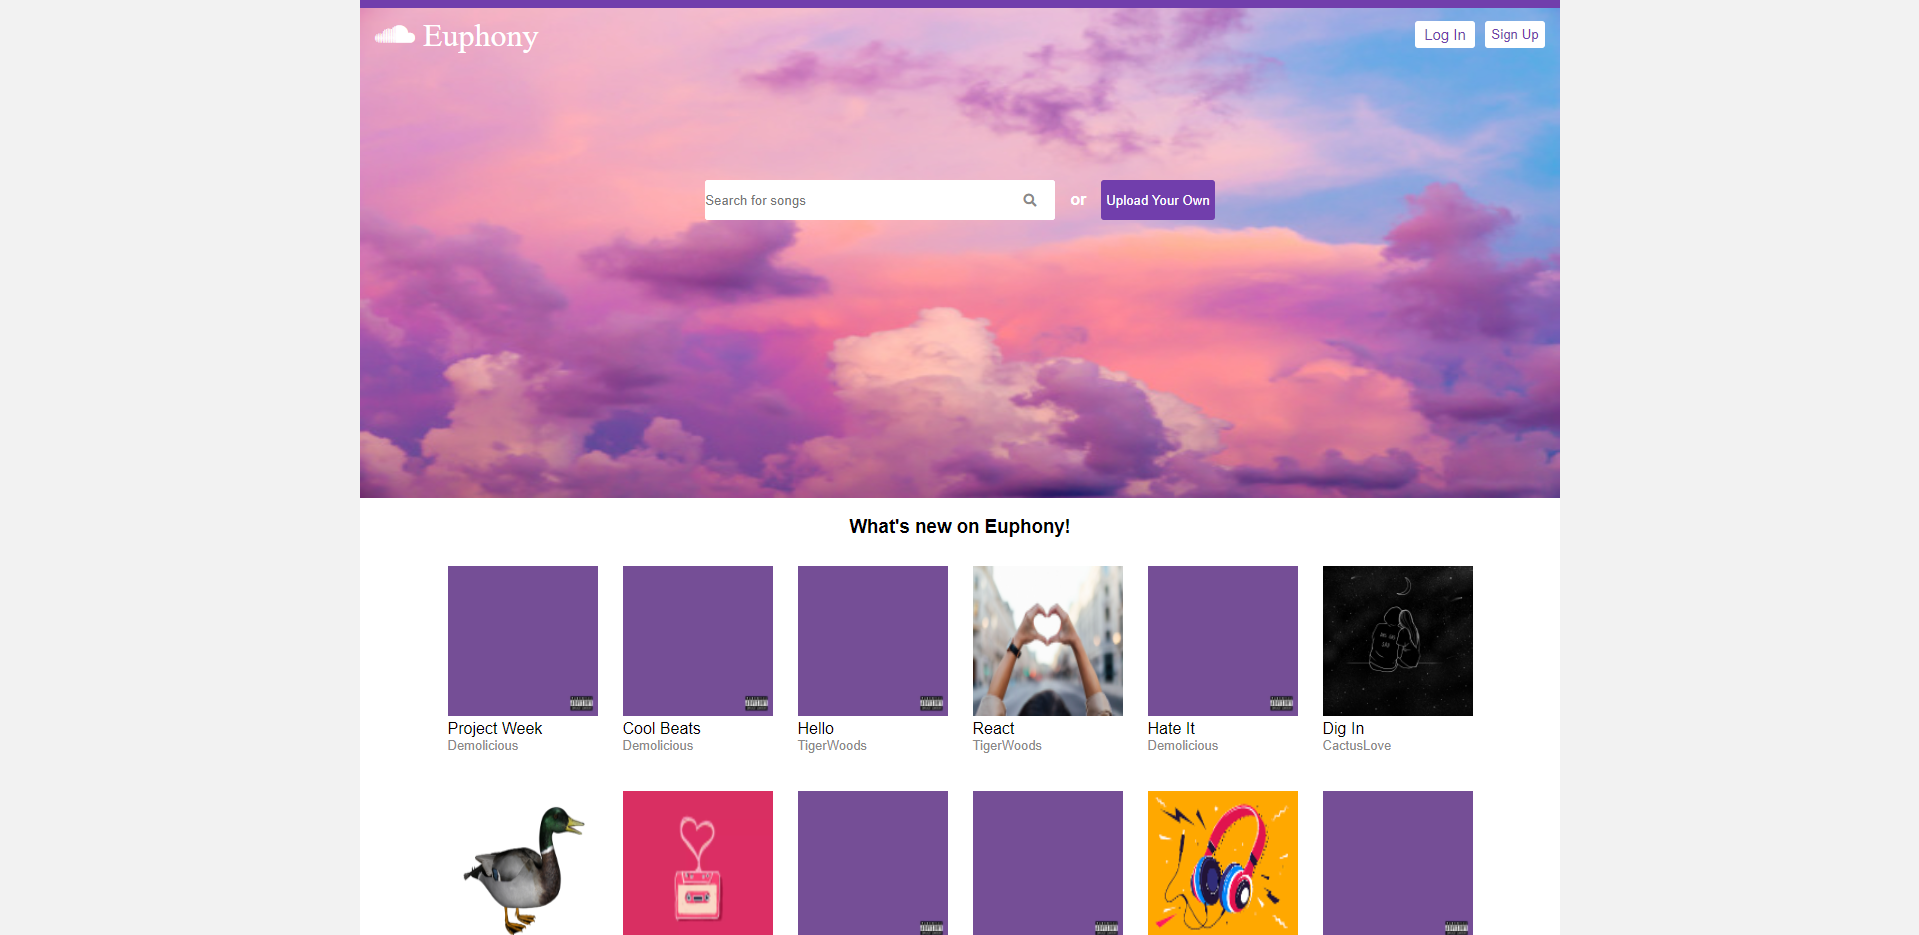 Euphony
Log In
Sign Up
Search for songs
or
Upload Your Own
What's new on Euphony!
Project Week
Demolicious
Cool Beats
Demolicious
Hello
TigerWoods
React
TigerWoods
Hate It
Demolicious
Dig In
CactusLove